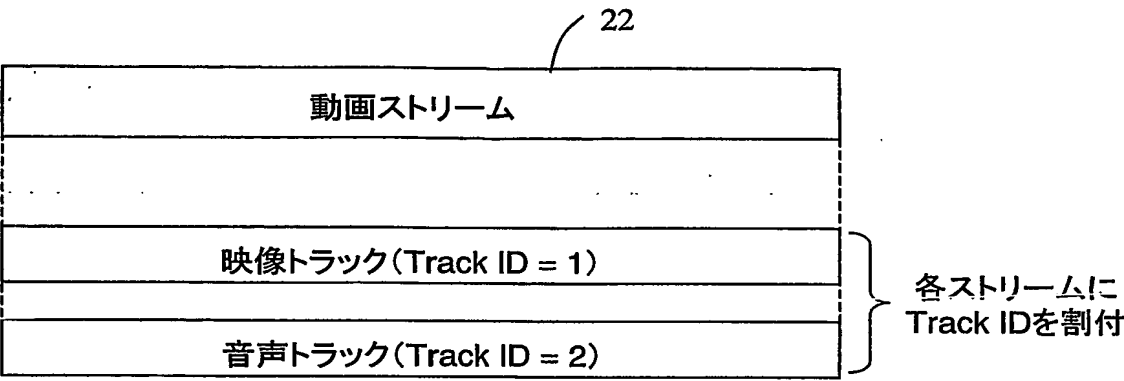 22
動画ストリーム
映像トラック(Track ID = 1)
各ストリームに
Track IDを割付
音声トラック(Track ID = 2)